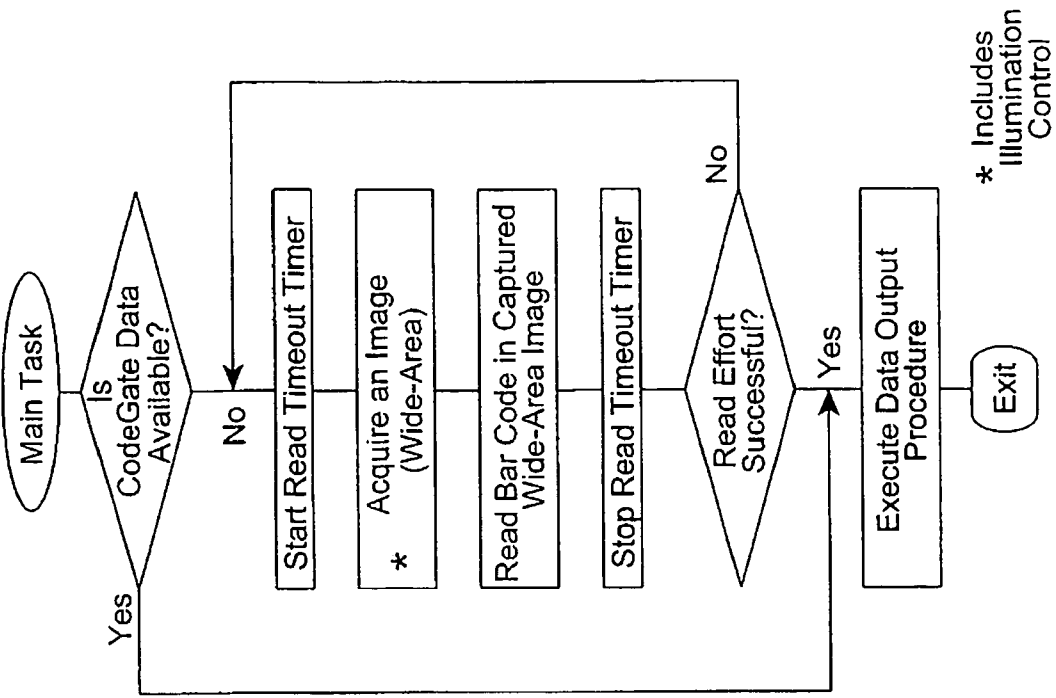 Main Task
Is
CodeGate Data
Available?
Yes
No
Start Read Timeout Timer
Acquire an Image
(Wide-Area)
*
Read Bar Code in Captured
Wide-Area Image
Stop Read Timeout Timer
Read Effort
Successful?
No
Yes
Execute Data Output
Procedure
Exit
* Includes
Illumination
Control